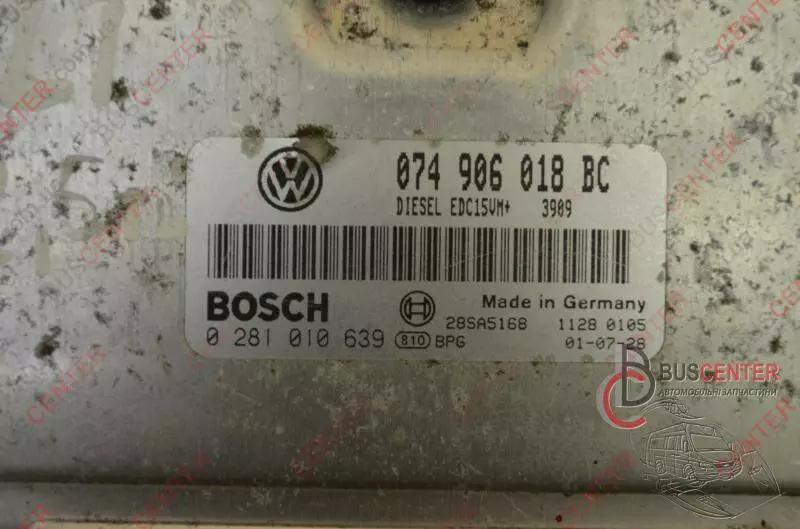 074 906 018 BC
DIESEL EDC15VM+ 3909
BOSCH
Made in Germany
0 281 010 639
810 BPG
28SA5168 1128 0105
01-07-28
BUSCENTER
АВТОМОБІЛЬНІ ЗАПЧАСТИНИ